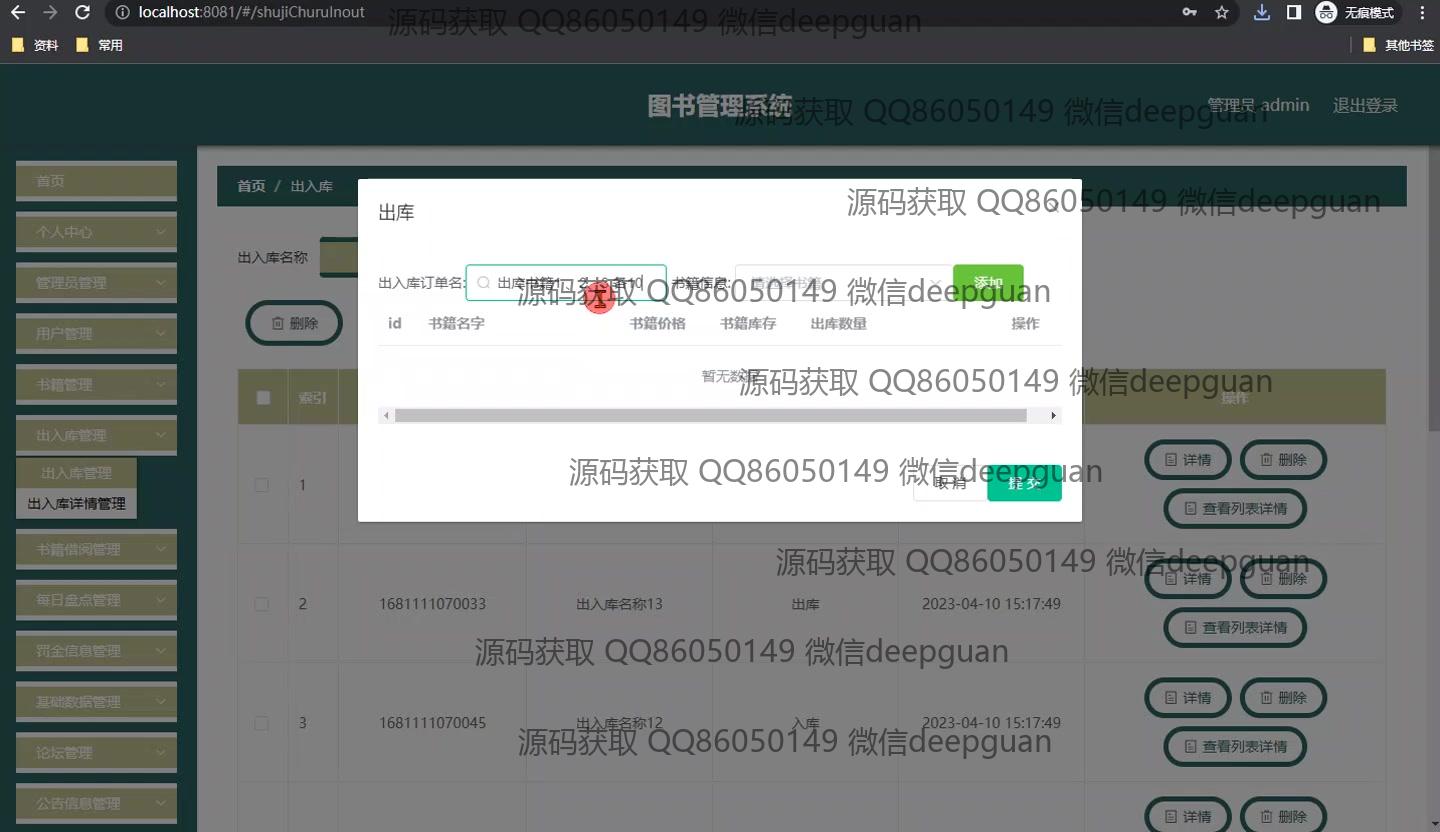 localhost:8081/#/shujiChuruInout
无痕模式
资料 常用 其他书签
源码获取 QQ86050149 微信deepguan
图书管理系统
管理员 admin 退出登录
源码获取 QQ86050149 微信deepguan
首页
个人中心
管理员管理
用户管理
书籍管理
出入库管理
出入库管理
出入库详情管理
书籍借阅管理
每日盘点管理
罚金信息管理
基础数据管理
论坛管理
公告信息管理
首页 / 出入库
出入库名称
删除
索引 操作
出库
源码获取 QQ86050149 微信deepguan
出入库订单名: 书籍信息: 添加
源码获取 QQ86050149 微信deepguan
id 书籍名字 书籍价格 书籍库存 出库数量 操作
暂无数据
源码获取 QQ86050149 微信deepguan
取消 提交
源码获取 QQ86050149 微信deepguan
1 详情 删除
查看列表详情
源码获取 QQ86050149 微信deepguan
2 1681111070033 出入库名称13 出库 2023-04-10 15:17:49 详情 删除
查看列表详情
源码获取 QQ86050149 微信deepguan
3 1681111070045 出入库名称12 入库 2023-04-10 15:17:49 详情 删除
查看列表详情
源码获取 QQ86050149 微信deepguan
详情 删除